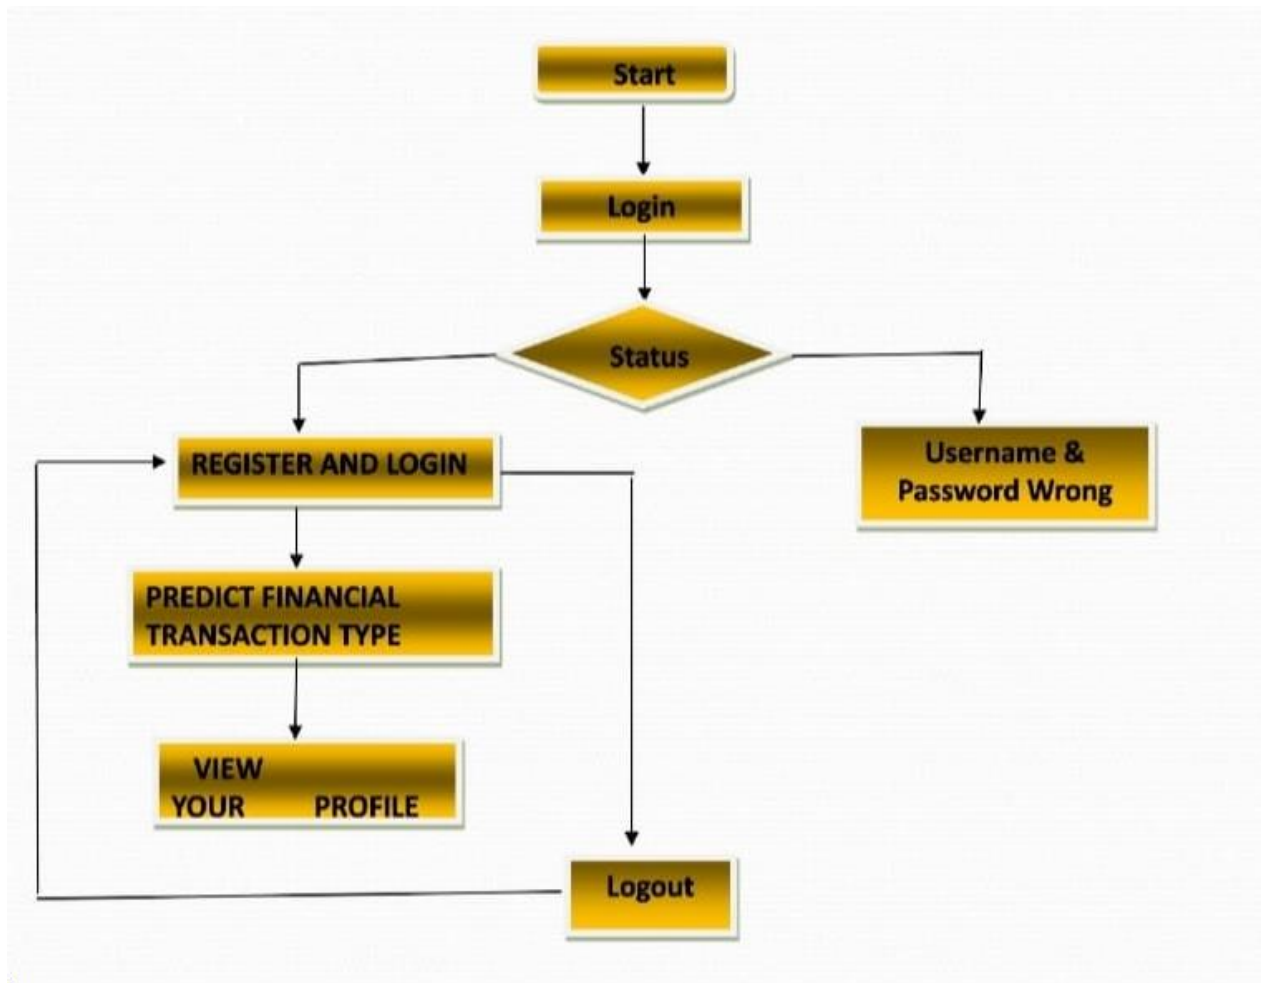 Start
Login
Status
REGISTER AND LOGIN
Username &
Password Wrong
PREDICT FINANCIAL
TRANSACTION TYPE
VIEW
YOUR PROFILE
Logout